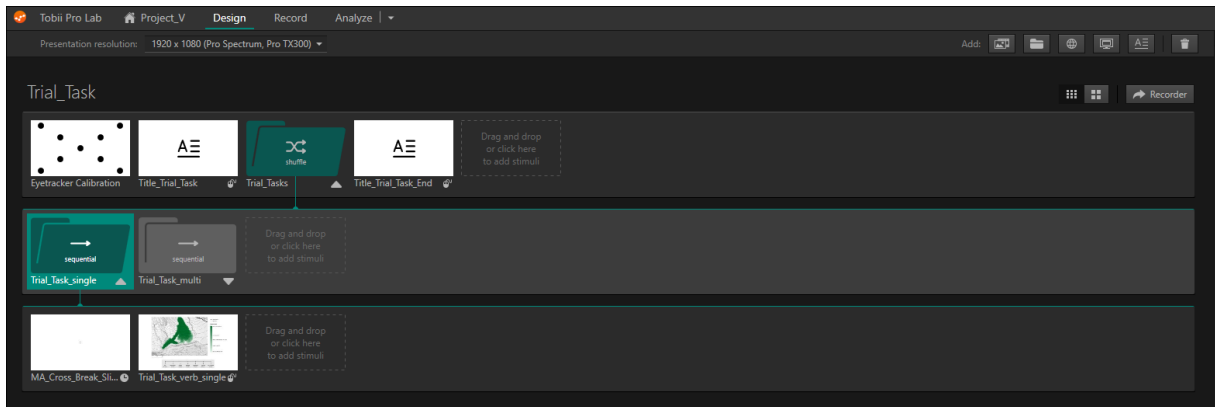 Tobii Pro Lab Project_V Design Record Analyze
Presentation resolution: 1920 x 1080 (Pro Spectrum, Pro TX300) Add:
Trial_Task Recorder
A
A
shuffle
Drag and drop
or click here
to add stimuli
Eyetracker Calibration Title_Trial_Task Trial_Tasks Title_Trial_Task_End
sequential
sequential
Drag and drop
or click here
to add stimuli
Trial_Task_single Trial_Task_multi
Drag and drop
or click here
to add stimuli
MA_Cross_Break_Sli... Trial_Task_verb_single